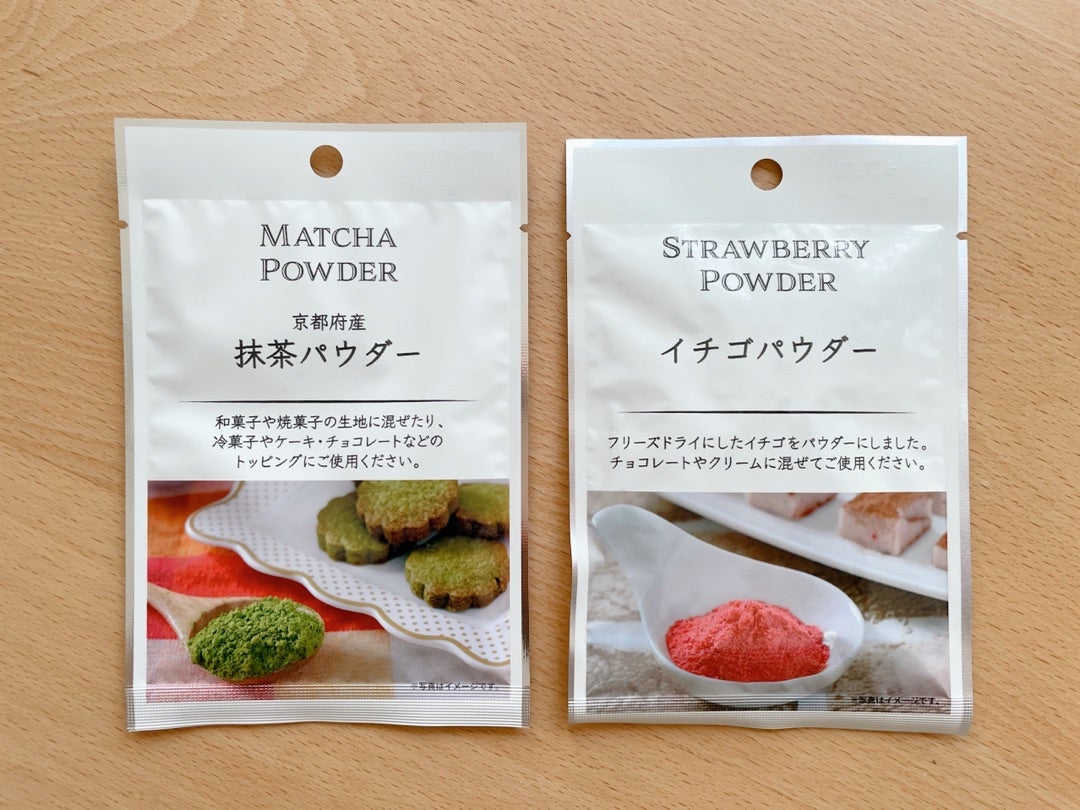 MATCHA
POWDER
京都府産
抹茶パウダー
和菓子や焼菓子の生地に混ぜたり、
冷菓子やケーキ・チョコレートなどの
トッピングにご使用ください。
※写真はイメージです。
STRAWBERRY
POWDER
イチゴパウダー
フリーズドライにしたイチゴをパウダーにしました。
チョコレートやクリームに混ぜてご使用ください。
※写真はイメージです。